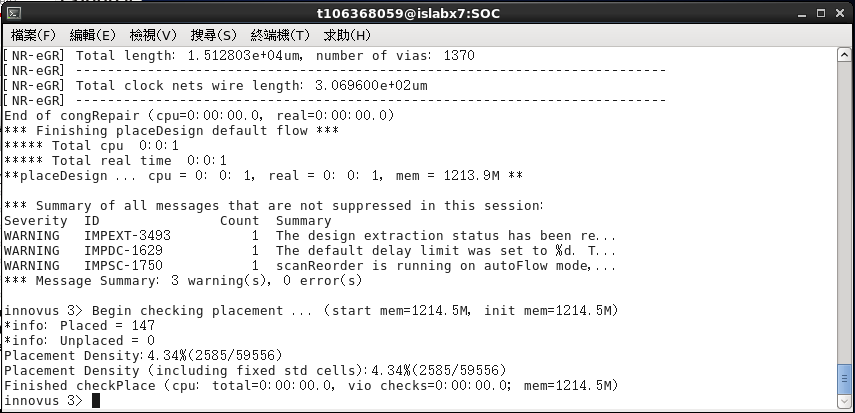 t106368059@islabx7:SOC
檔案(F) 編輯(E) 檢視(V) 搜尋(S) 終端機(T) 求助(H)
[NR-eGR] Total length: 1.512803e+04um, number of vias: 1370
[NR-eGR] --------------------------------------------------------------------------
[NR-eGR] Total clock nets wire length: 3.069600e+02um
[NR-eGR] --------------------------------------------------------------------------
End of congRepair (cpu=0:00:00.0, real=0:00:00.0)
*** Finishing placeDesign default flow ***
***** Total cpu  0:0:1
***** Total real time  0:0:1
**placeDesign ... cpu = 0: 0: 1, real = 0: 0: 1, mem = 1213.9M **
*** Summary of all messages that are not suppressed in this session:
Severity  ID               Count  Summary
WARNING   IMPEXT-3493          1  The design extraction status has been re...
WARNING   IMPDC-1629           1  The default delay limit was set to %d.  T...
WARNING   IMPSC-1750           1  scanReorder is running on autoFlow mode,...
*** Message Summary: 3 warning(s), 0 error(s)
innovus 3> Begin checking placement ... (start mem=1214.5M, init mem=1214.5M)
*info: Placed = 147
*info: Unplaced = 0
Placement Density:4.34%(2585/59556)
Placement Density (including fixed std cells):4.34%(2585/59556)
Finished checkPlace (cpu: total=0:00:00.0, vio checks=0:00:00.0; mem=1214.5M)
innovus 3>